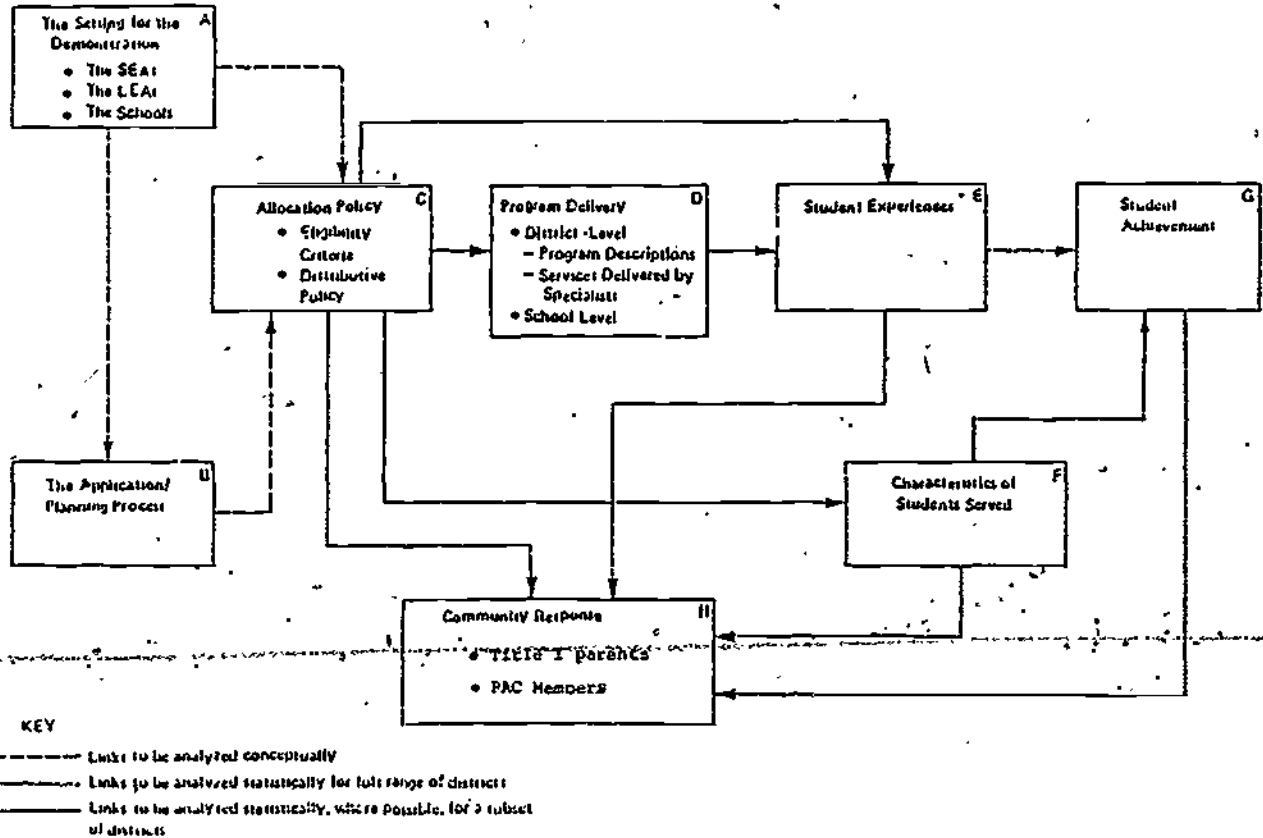 A
The Setting for the
Demonstration
• The SEAs
• The LEAs
• The Schools
C
Allocation Policy
• Eligibility
Criteria
• Distributive
Policy
D
Program Delivery
• District-Level
– Program Descriptions
– Services Delivered by
Specialists
• School Level
E
Student Experiences
G
Student
Achievement
B
The Application/
Planning Process
F
Characteristics of
Students Served
H
Community Response
• Title I parents
• PAC Members
KEY
Links to be analyzed conceptually
Links to be analyzed statistically for full range of districts
Links to be analyzed statistically, where possible, for a subset
of districts